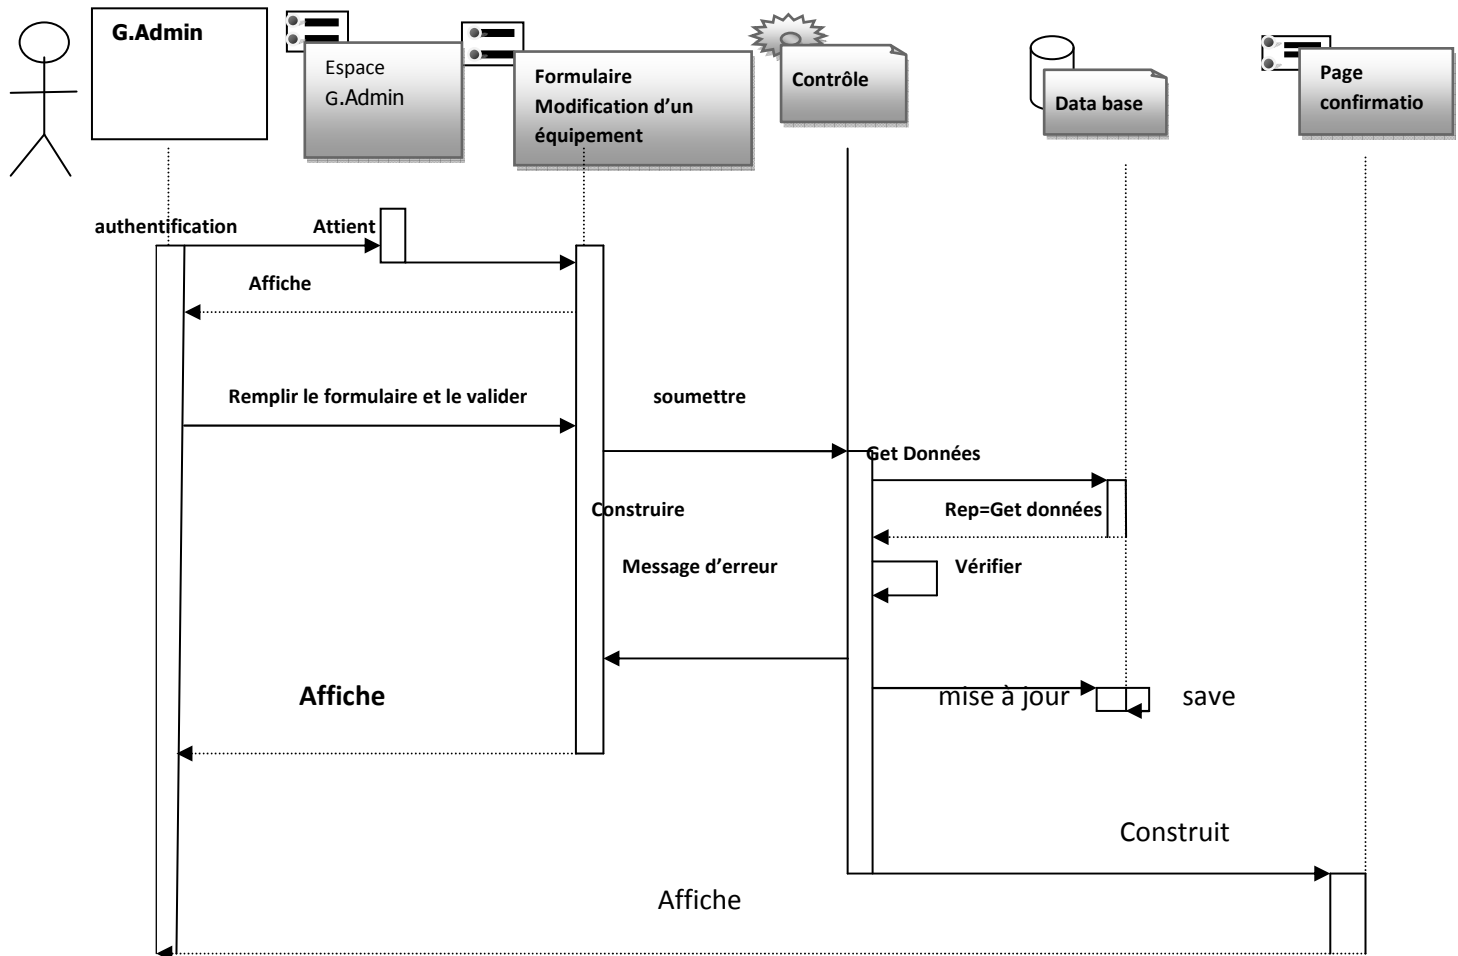 G.Admin
Espace
G.Admin
Formulaire
Modification d'un
équipement
Contrôle
Data base
Page
confirmatio
authentification
Attient
Affiche
Remplir le formulaire et le valider
soumettre
Get Données
Construire
Rep=Get données
Message d'erreur
Vérifier
Affiche
mise à jour
save
Construit
Affiche